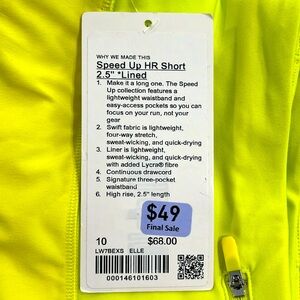 WHY WE MADE THIS
Speed Up HR Short
2.5" *Lined
1. Make it a long one. The Speed
Up collection features a
lightweight waistband and
easy-access pockets so you can
focus on your run, not your
gear
2. Swift fabric is lightweight,
four-way stretch,
sweat-wicking, and quick-drying
3. Liner is lightweight,
sweat-wicking, and quick-drying
with added Lycra® fibre
4. Continuous drawcord
5. Signature three-pocket
waistband
6. High rise, 2.5" length
$49
Final Sale
10 $68.00
LW7BEXS ELLE
000146101603